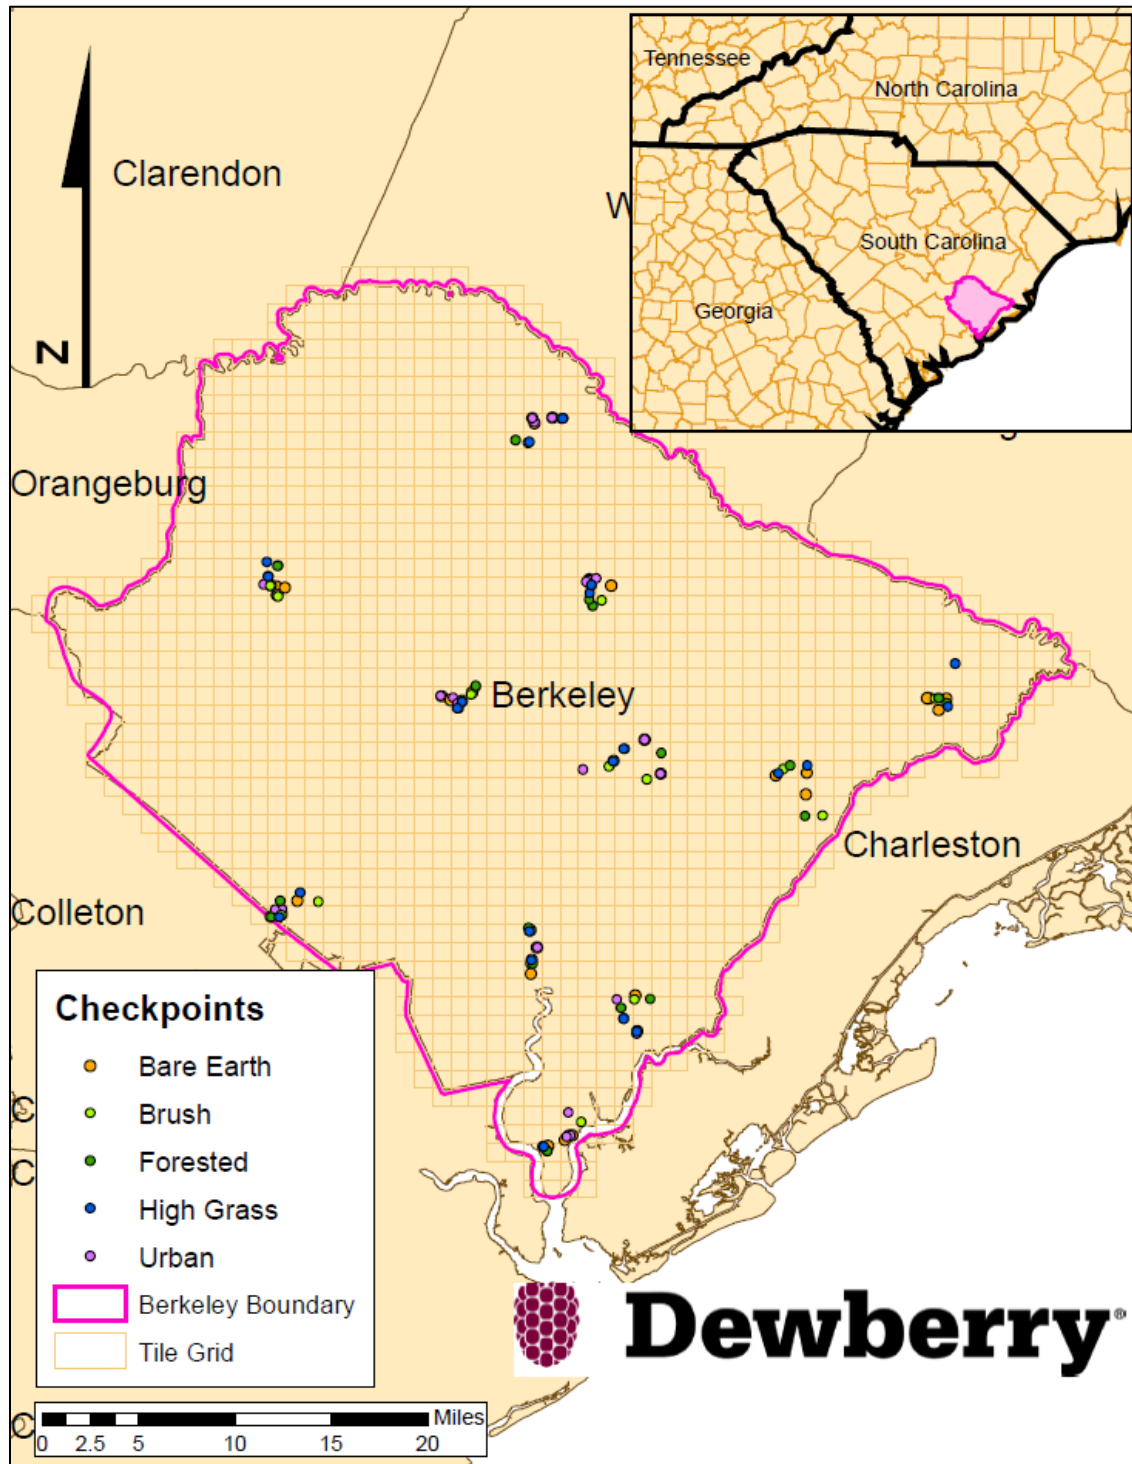 Tennessee
North Carolina
Clarendon
W
South Carolina
Georgia
N
Orangeburg
Berkeley
Charleston
Colleton
Checkpoints
Bare Earth
Brush
C
Forested
C
High Grass
Urban
Berkeley Boundary
Dewberry®
Tile Grid
C
Miles
0 2.5 5 10 15 20